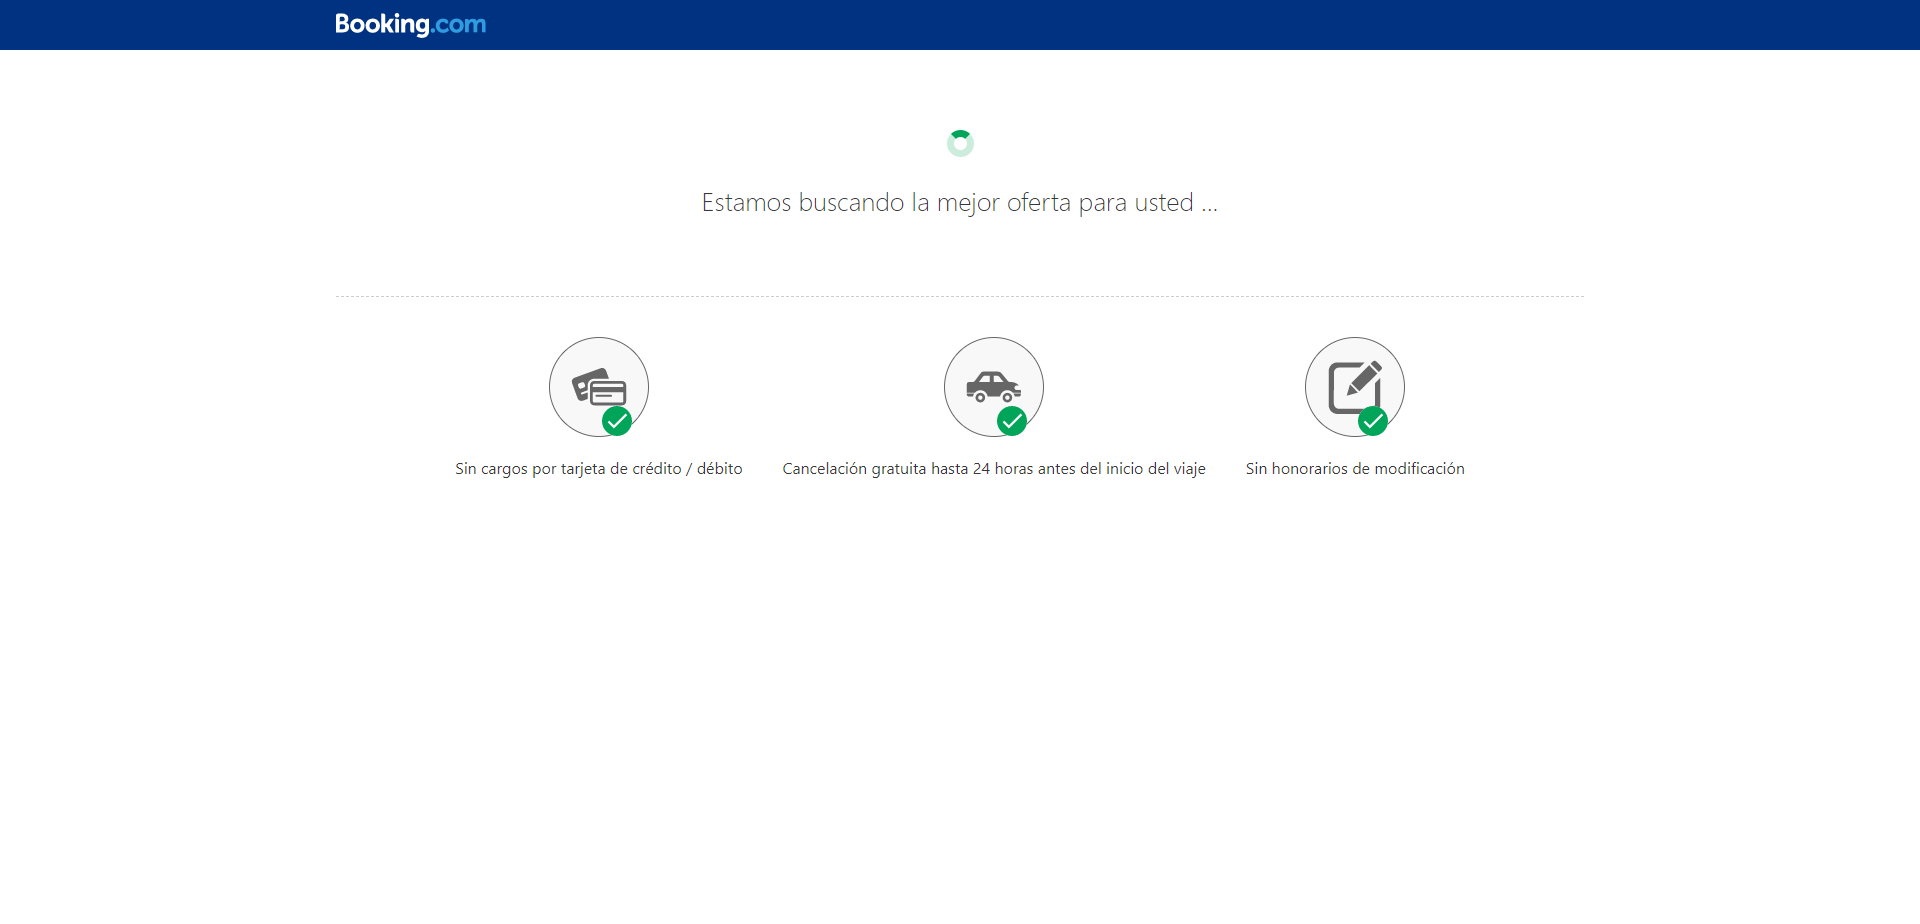 Booking.com
Estamos buscando la mejor oferta para usted ...
Sin cargos por tarjeta de crédito / débito
Cancelación gratuita hasta 24 horas antes del inicio del viaje
Sin honorarios de modificación